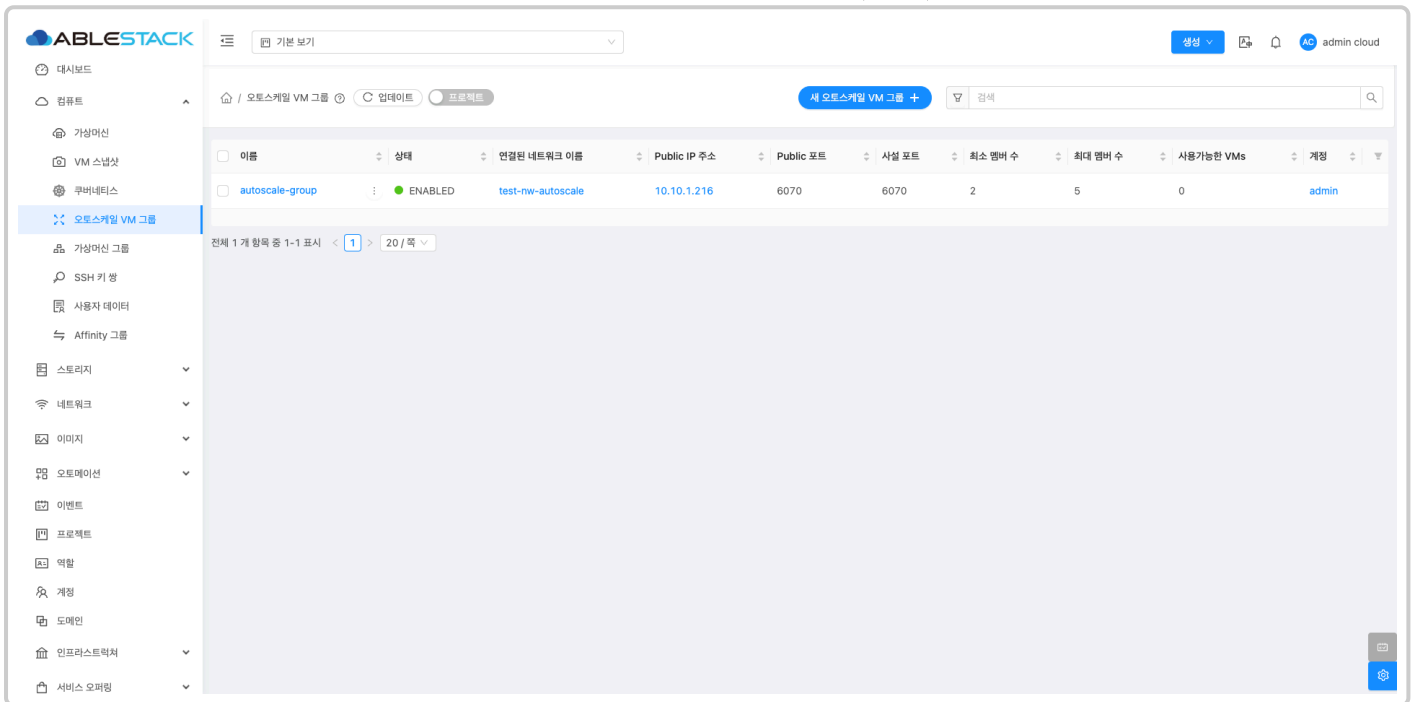 ABLESTACK
기본 보기
생성
AC admin cloud
대시보드
컴퓨트
가상머신
VM 스냅샷
쿠버네티스
오토스케일 VM 그룹
가상머신 그룹
SSH 키 쌍
사용자 데이터
Affinity 그룹
스토리지
네트워크
이미지
오토메이션
이벤트
프로젝트
역할
계정
도메인
인프라스트럭쳐
서비스 오퍼링
/ 오토스케일 VM 그룹 업데이트 프로젝트
새 오토스케일 VM 그룹 +
검색
이름 상태 연결된 네트워크 이름 Public IP 주소 Public 포트 사설 포트 최소 멤버 수 최대 멤버 수 사용가능한 VMs 계정
autoscale-group ENABLED test-nw-autoscale 10.10.1.216 6070 6070 2 5 0 admin
전체 1 개 항목 중 1-1 표시 < 1 > 20 / 쪽